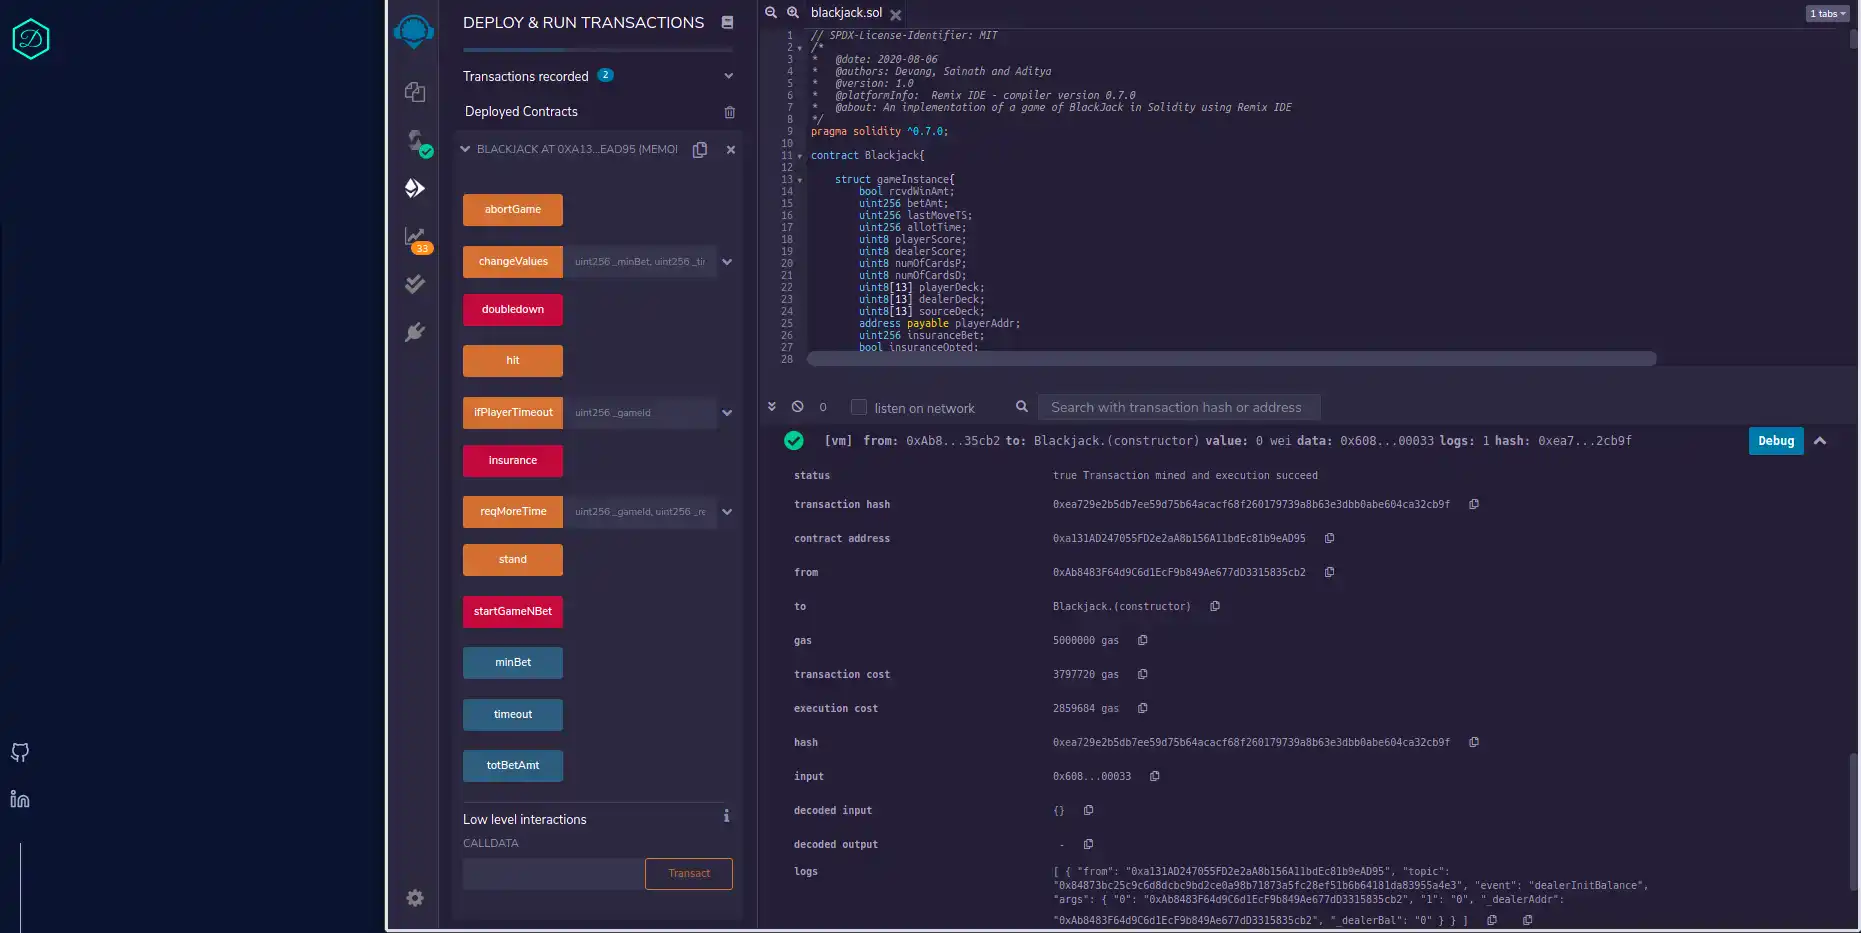 DEPLOY & RUN TRANSACTIONS
Transactions recorded 2
Deployed Contracts
BLACKJACK AT 0XA13...EAD95 (MEMOI
abortGame
changeValues uint256 _minBet, uint256 _tir
doubledown
hit
ifPlayerTimeout uint256 _gameId
insurance
reqMoreTime uint256 _gameId, uint256 _re
stand
startGameNBet
minBet
timeout
totBetAmt
Low level interactions
CALLDATA
Transact
33
blackjack.sol
1 tabs
1 // SPDX-License-Identifier: MIT
2 /*
3 * @date: 2020-08-06
4 * @authors: Devang, Sainath and Aditya
5 * @version: 1.0
6 * @platformInfo: Remix IDE - compiler version 0.7.0
7 * @about: An implementation of a game of BlackJack in Solidity using Remix IDE
8 */
9 pragma solidity ^0.7.0;
10
11 contract Blackjack{
12
13 struct gameInstance{
14 bool rcvdWinAmt;
15 uint256 betAmt;
16 uint256 lastMoveTS;
17 uint256 allotTime;
18 uint8 playerScore;
19 uint8 dealerScore;
20 uint8 numOfCardsP;
21 uint8 numOfCardsD;
22 uint8[13] playerDeck;
23 uint8[13] dealerDeck;
24 uint8[13] sourceDeck;
25 address payable playerAddr;
26 uint256 insuranceBet;
27 bool insuranceOpted;
28
0 listen on network Search with transaction hash or address
[vm] from: 0xAb8...35cb2 to: Blackjack.(constructor) value: 0 wei data: 0x608...00033 logs: 1 hash: 0xea7...2cb9f Debug
status true Transaction mined and execution succeed
transaction hash 0xea729e2b5db7ee59d75b64acacf68f260179739a8b63e3dbb0abe604ca32cb9f
contract address 0xa131AD247055FD2e2aA8b156A11bdEc81b9eAD95
from 0xAb8483F64d9C6d1EcF9b849Ae677dD3315835cb2
to Blackjack.(constructor)
gas 5000000 gas
transaction cost 3797720 gas
execution cost 2859684 gas
hash 0xea729e2b5db7ee59d75b64acacf68f260179739a8b63e3dbb0abe604ca32cb9f
input 0x608...00033
decoded input {}
decoded output -
logs [ { "from": "0xa131AD247055FD2e2aA8b156A11bdEc81b9eAD95", "topic":
"0x84873bc25c9c6d8dcbc9bd2ce0a98b71873a5fc28ef51b6b64181da83955a4e3", "event": "dealerInitBalance",
"args": { "0": "0xAb8483F64d9C6d1EcF9b849Ae677dD3315835cb2", "1": "0", "_dealerAddr":
"0xAb8483F64d9C6d1EcF9b849Ae677dD3315835cb2", "_dealerBal": "0" } } ]